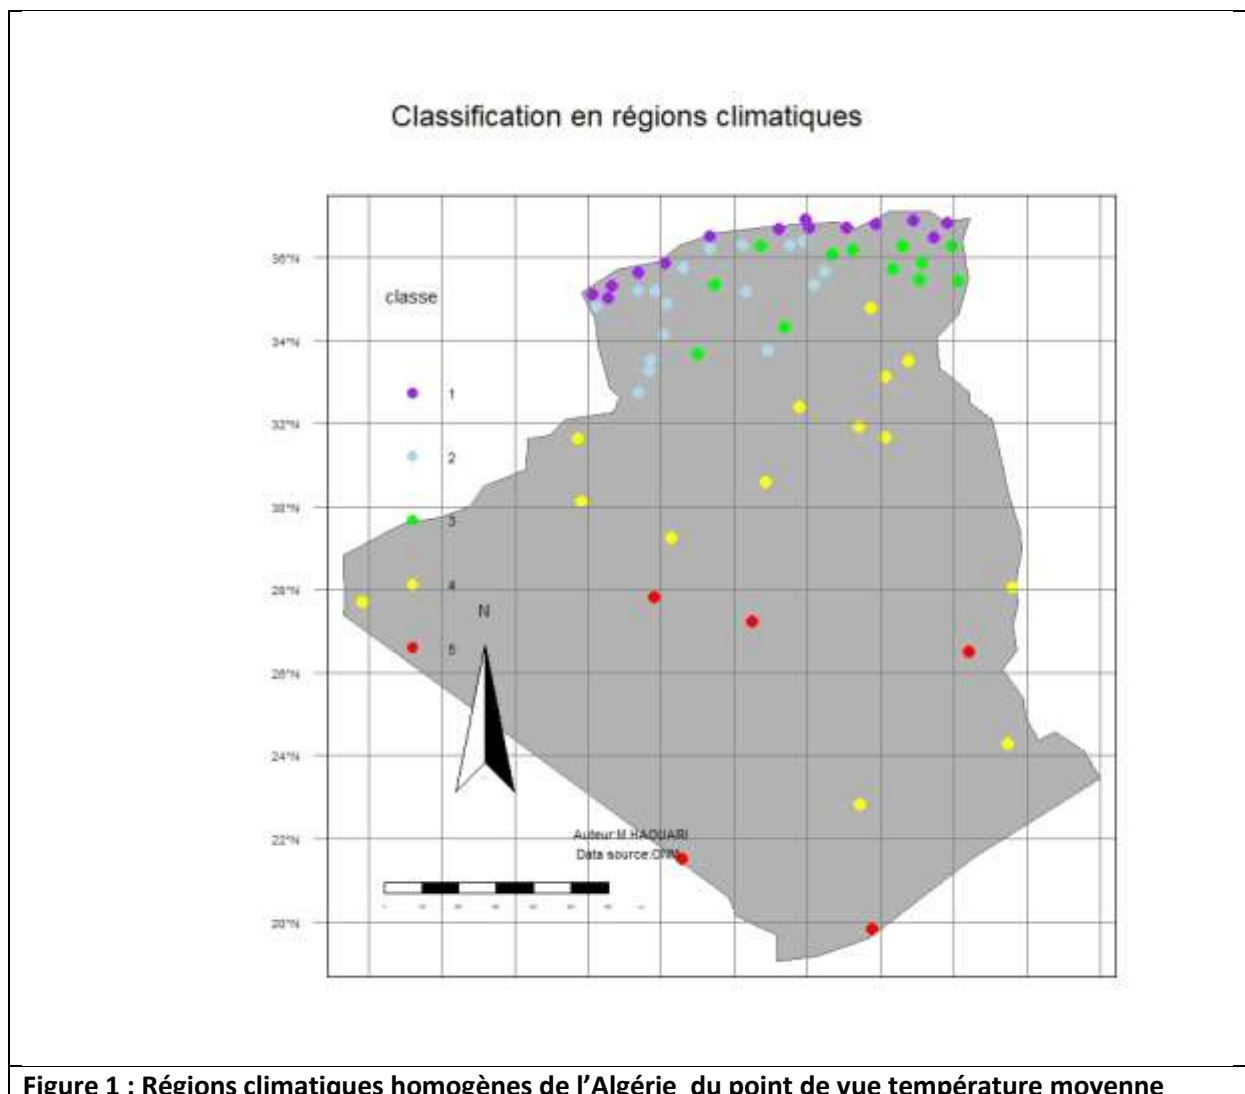 Classification en régions climatiques
36°N
classe
34°N
1
32°N
2
30°N
3
28°N
4
N
26°N
5
24°N
22°N
Auteur:M HAOUARI
Data source:ONM
20°N
Figure 1 : Régions climatiques homogènes de l’Algérie du point de vue température moyenne